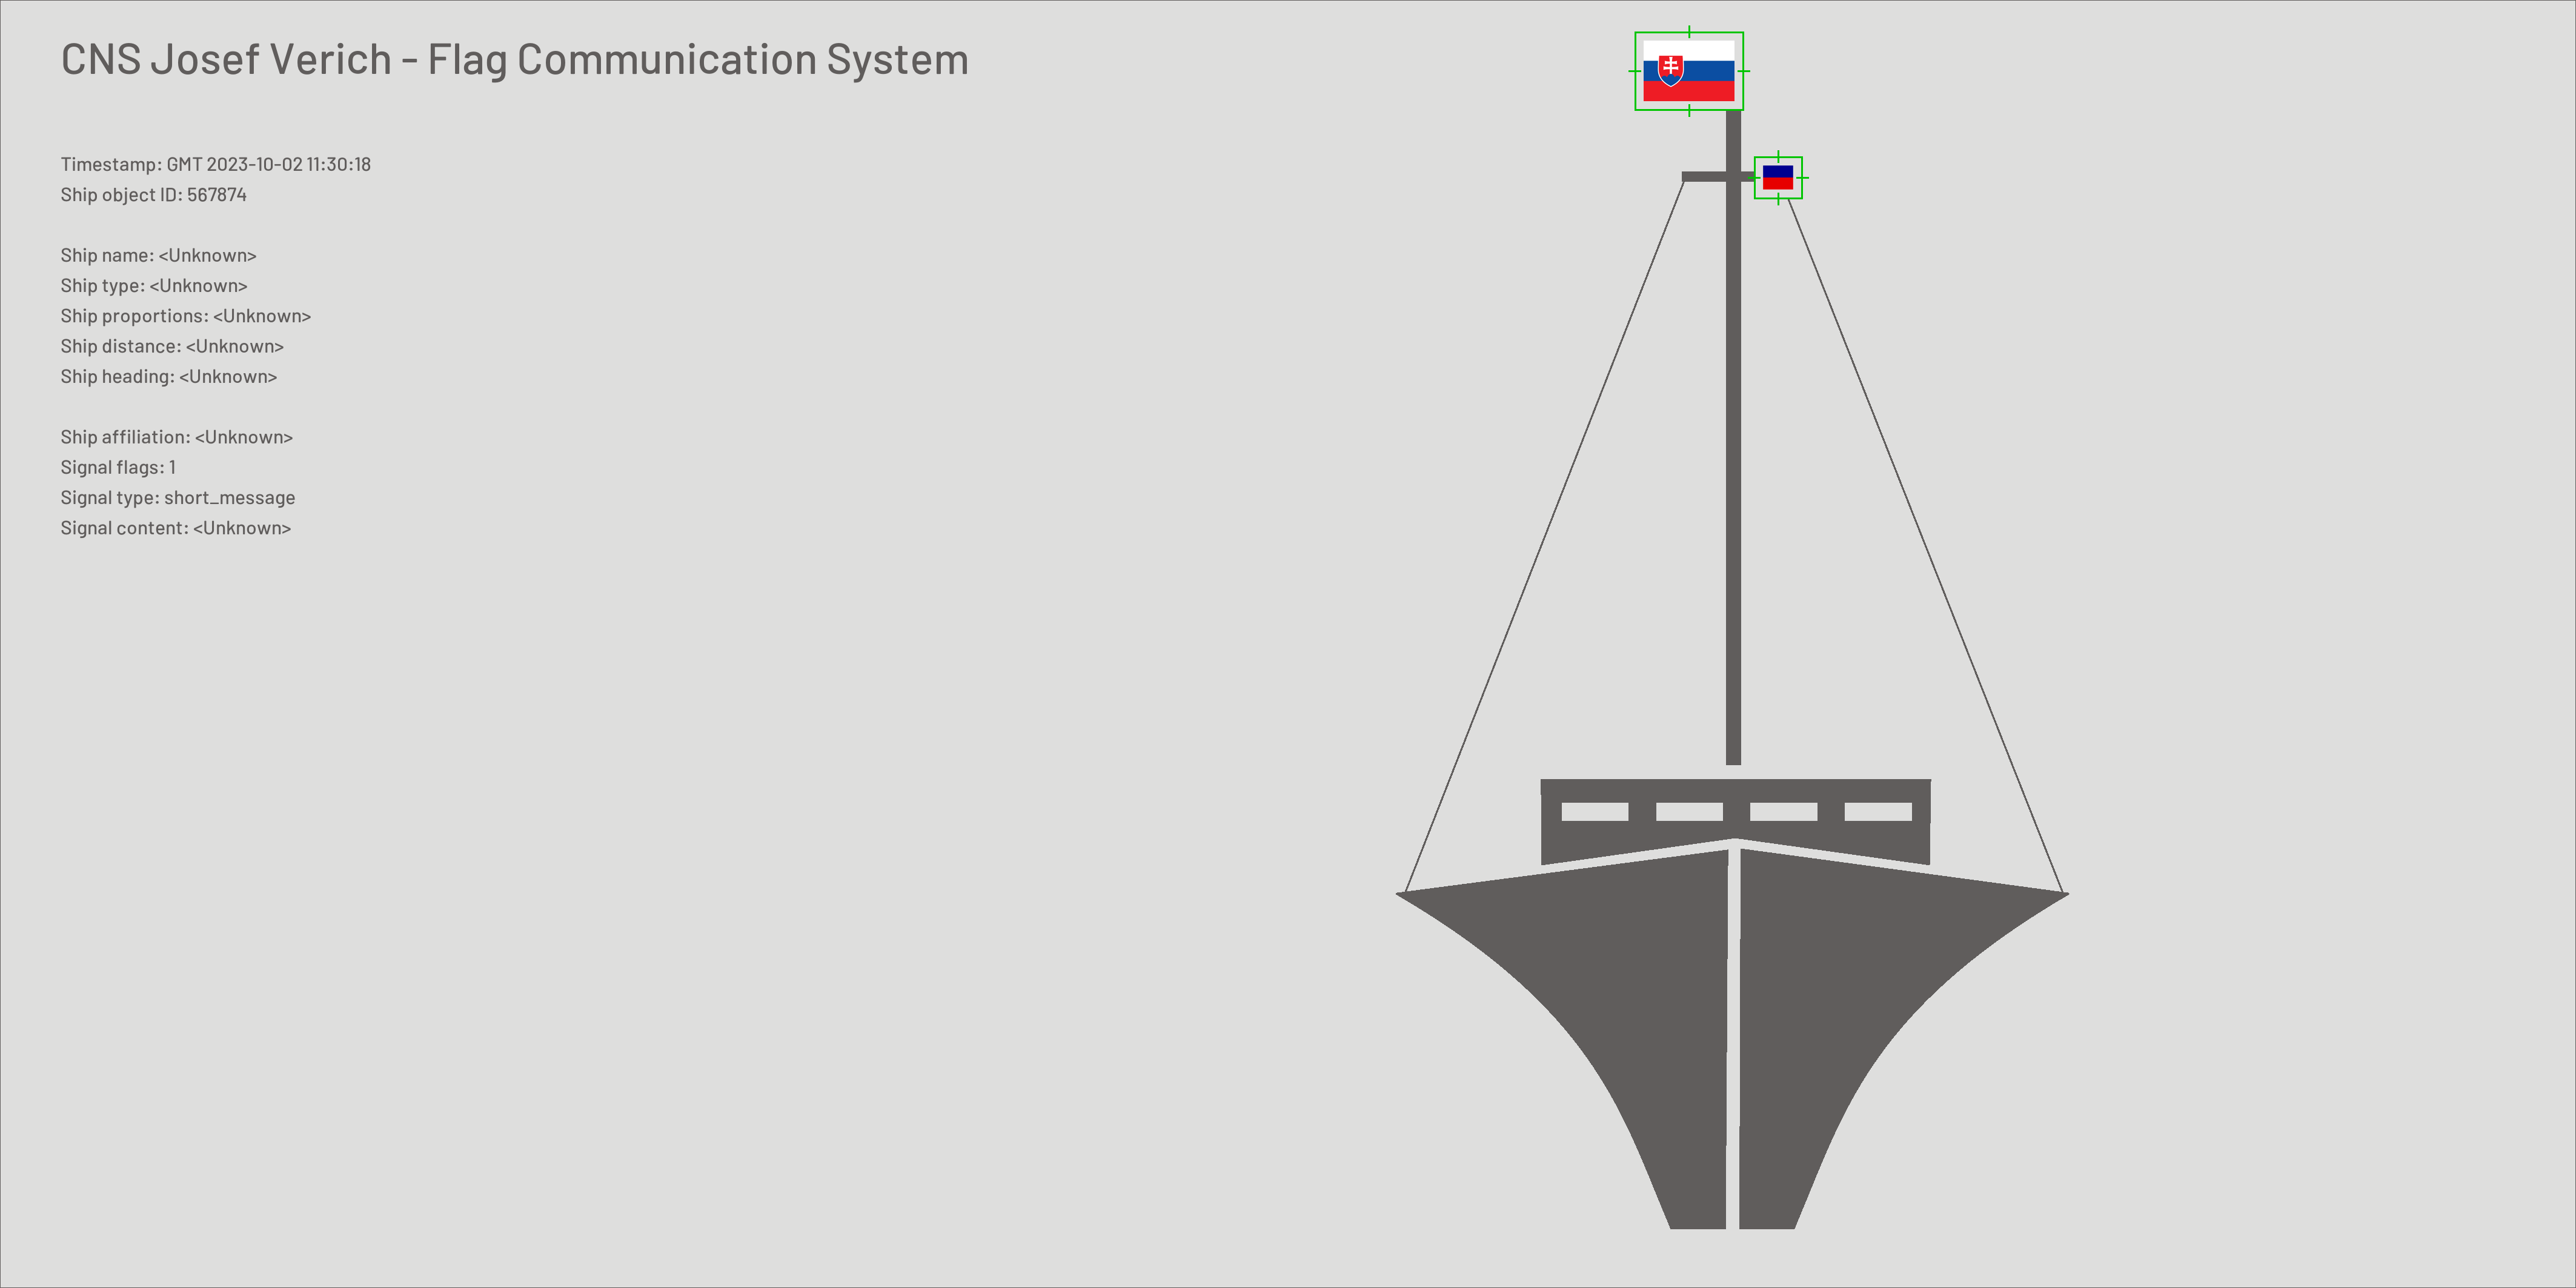 CNS Josef Verich - Flag Communication System
Timestamp: GMT 2023-10-02 11:30:18
Ship object ID: 567874
Ship name: <Unknown>
Ship type: <Unknown>
Ship proportions: <Unknown>
Ship distance: <Unknown>
Ship heading: <Unknown>
Ship affiliation: <Unknown>
Signal flags: 1
Signal type: short_message
Signal content: <Unknown>